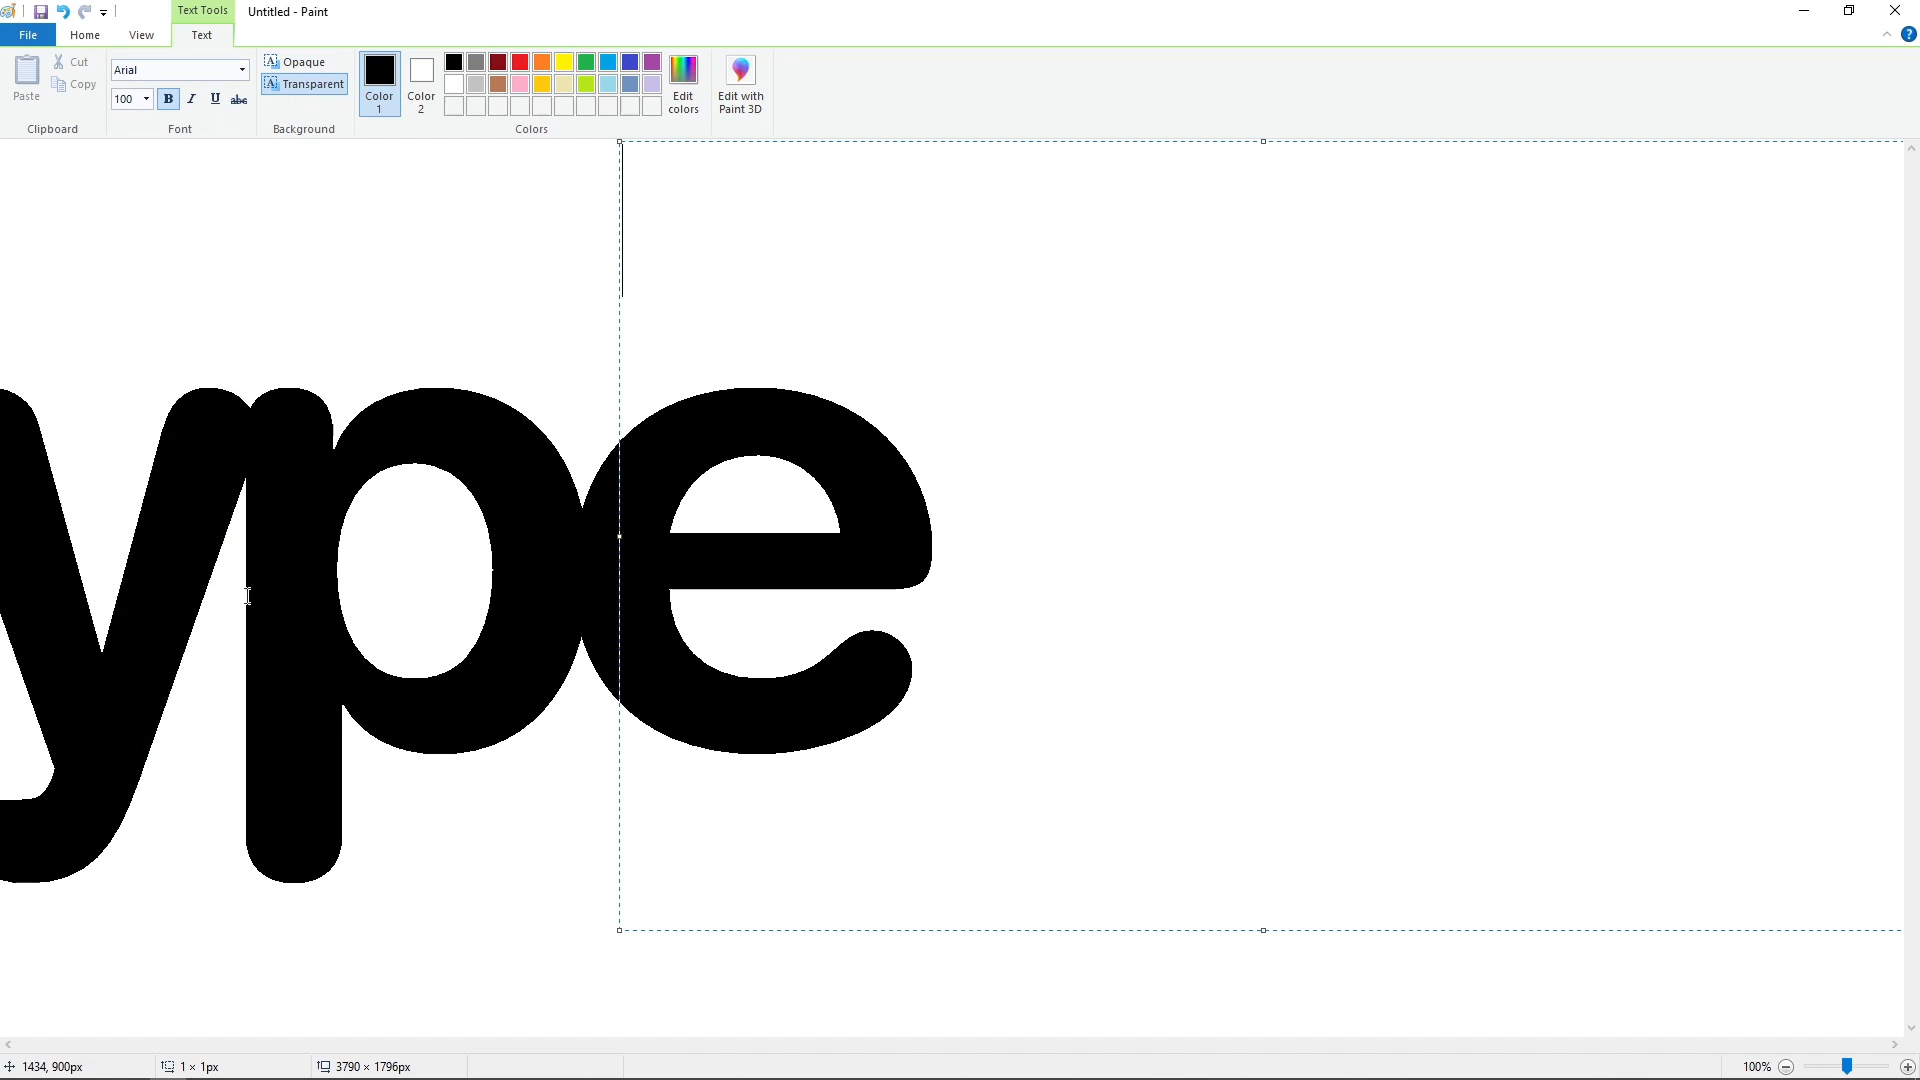 Text Tools
Untitled - Paint
File
Home
View
Text
Paste
Cut
Copy
Clipboard
Arial
100
B
I
U
abc
Font
A Opaque
A Transparent
Background
Color
1
Color
2
Colors
Edit
colors
Edit with
Paint 3D
?
ype
1434, 900px
1 × 1px
3790 × 1796px
100%